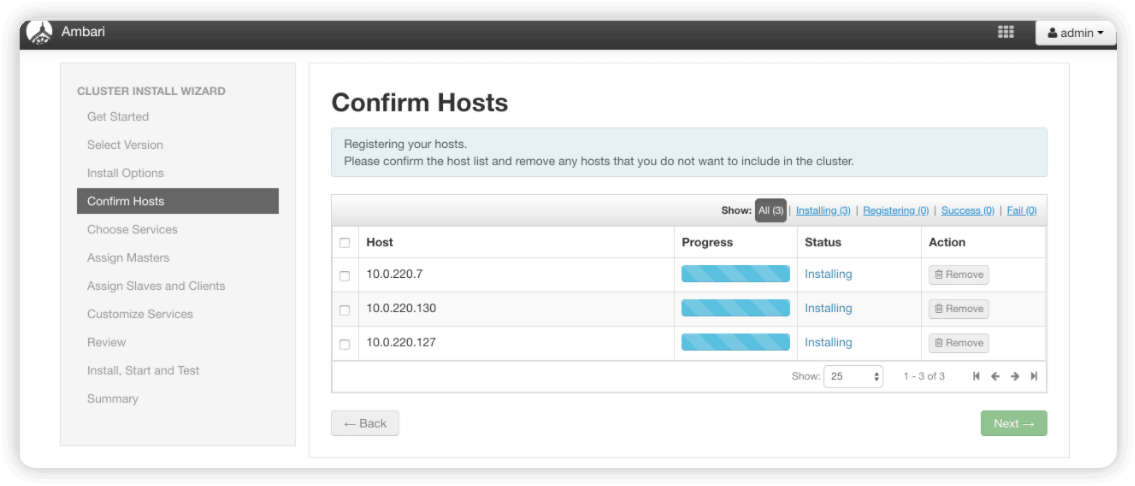 Ambari
admin
CLUSTER INSTALL WIZARD
Get Started
Select Version
Install Options
Confirm Hosts
Choose Services
Assign Masters
Assign Slaves and Clients
Customize Services
Review
Install, Start and Test
Summary
Confirm Hosts
Registering your hosts.
Please confirm the host list and remove any hosts that you do not want to include in the cluster.
Show: All (3) | Installing (3) | Registering (0) | Success (0) | Fail (0)
Host Progress Status Action
10.0.220.7 Installing Remove
10.0.220.130 Installing Remove
10.0.220.127 Installing Remove
Show: 25 1 - 3 of 3
← Back Next →